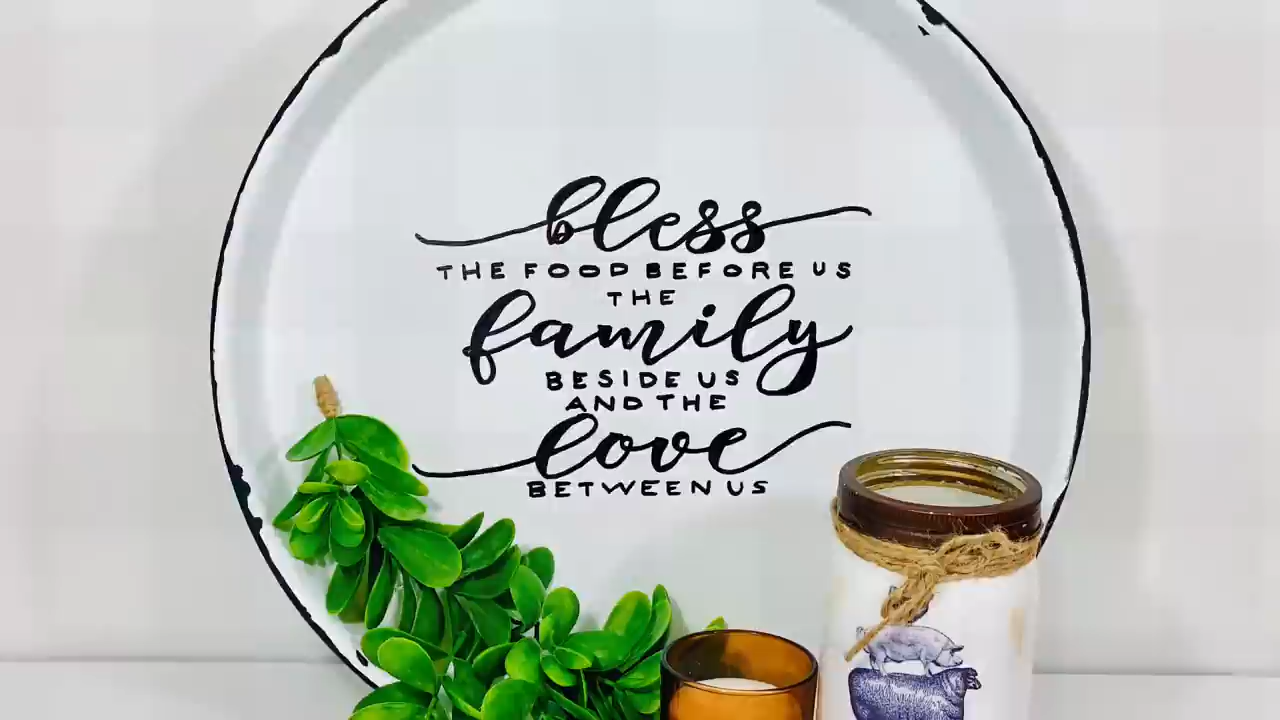 bless
THE FOOD BEFORE US
THE
family
BESIDE US
AND THE
love
BETWEEN US